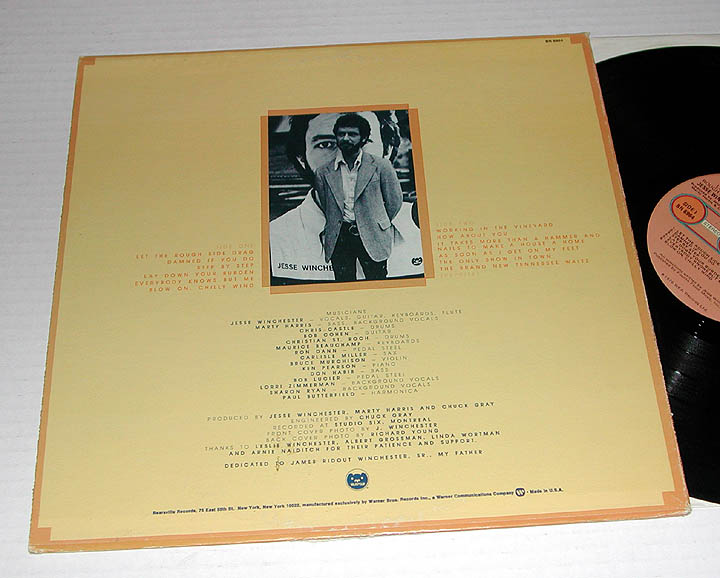 BR 6964
SIDE ONE
LET THE ROUGH SIDE DRAG
DAMNED IF YOU DO
STEP BY STEP
LAY DOWN YOUR BURDEN
EVERYBODY KNOWS BUT ME
BLOW ON, CHILLY WIND
SIDE TWO
WORKING IN THE VINEYARD
HOW ABOUT YOU
IT TAKES MORE THAN A HAMMER AND
NAILS TO MAKE A HOUSE A HOME
AS SOON AS I GET ON MY FEET
THE ONLY SHOW IN TOWN
THE BRAND NEW TENNESSEE WALTZ
JESSE WINCHE
MUSICIANS
JESSE WINCHESTER – VOCALS, GUITAR, KEYBOARDS, FLUTE
MARTY HARRIS – BASS, BACKGROUND VOCALS
CHRIS CASTLE – DRUMS
BOB COHEN – GUITAR
CHRISTIAN ST. ROCH – DRUMS
MAURICE BEAUCHAMP – KEYBOARDS
RON DANN – PEDAL STEEL
CARLISLE MILLER – SAX
BRUCE MURCHISON – VIOLIN
KEN PEARSON – PIANO
DON HABIB – BASS
BOB LUCIER – PEDAL STEEL
LORRI ZIMMERMAN – BACKGROUND VOCALS
SHARON RYAN – BACKGROUND VOCALS
PAUL BUTTERFIELD – HARMONICA
PRODUCED BY JESSE WINCHESTER, MARTY HARRIS AND CHUCK GRAY
ENGINEERED BY CHUCK GRAY
RECORDED AT STUDIO SIX, MONTREAL
FRONT COVER PHOTO BY J. WINCHESTER
BACK COVER PHOTO BY RICHARD YOUNG
THANKS TO LESLIE WINCHESTER, ALBERT GROSSMAN, LINDA WORTMAN
AND ARNIE NAIDITCH FOR THEIR PATIENCE AND SUPPORT.
DEDICATED TO JAMES RIDOUT WINCHESTER, SR., MY FATHER
Bearsville Records, 75 East 55th St. New York, New York 10022, manufactured exclusively by Warner Bros. Records Inc., a Warner Communications Company Made in U.S.A.
SIDE 1
STEREO